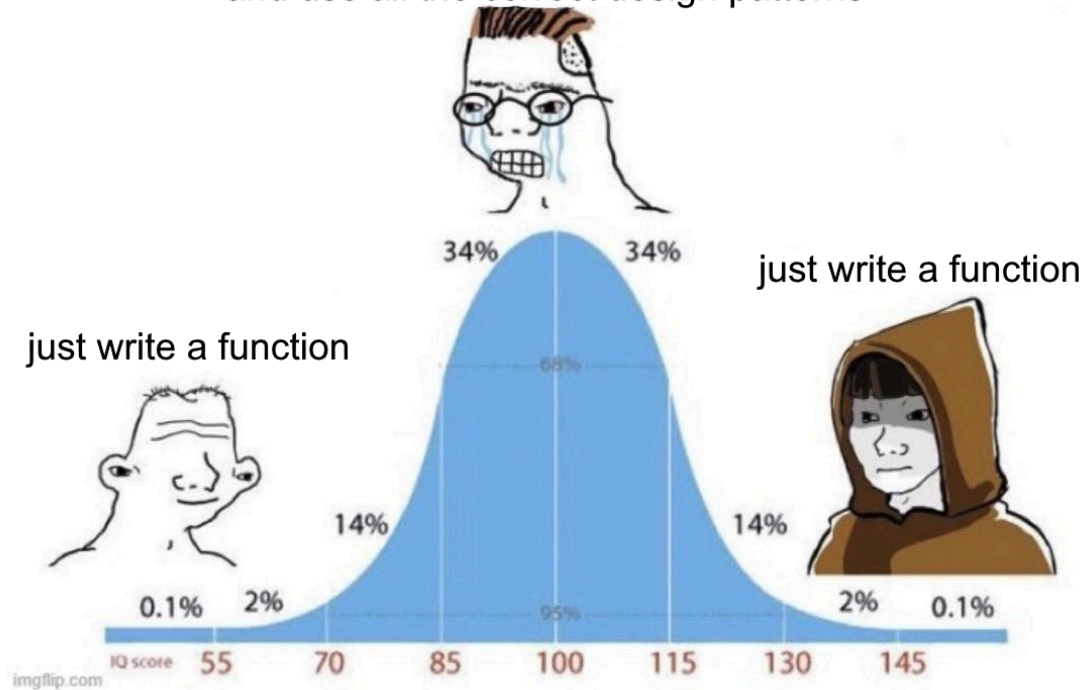 and use all the correct design patterns
34% 34%
just write a function
just write a function
68%
14% 14%
0.1% 2% 95% 2% 0.1%
IQ score 55 70 85 100 115 130 145
imgflip.com